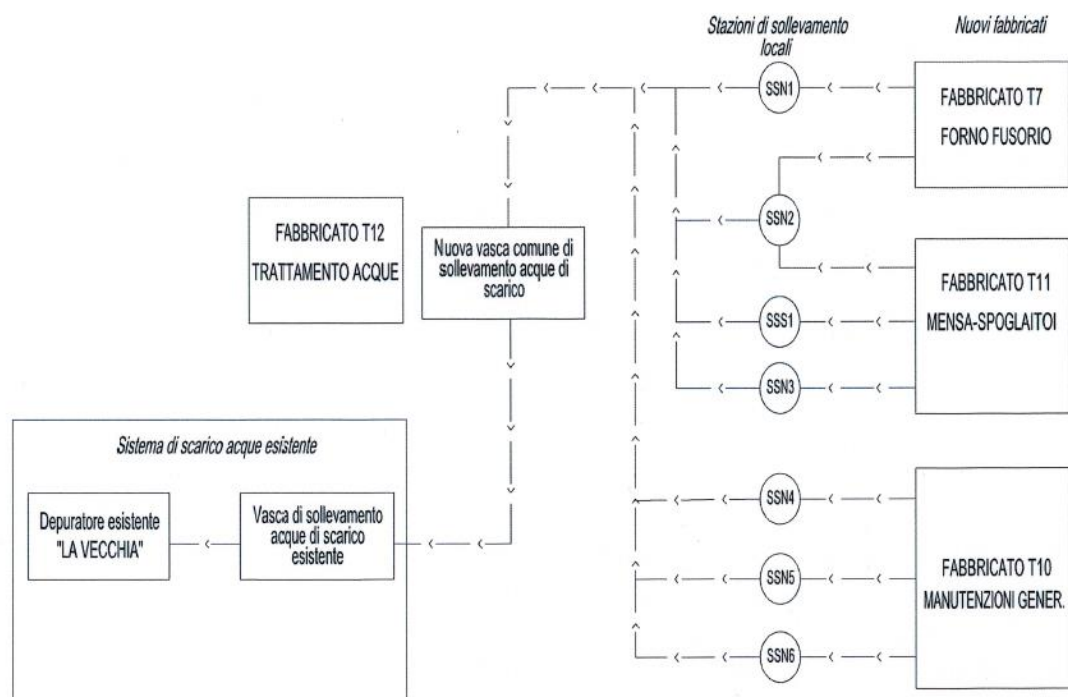 Stazioni di sollevamento
locali
Nuovi fabbricati
SSN1
FABBRICATO T7
FORNO FUSORIO
SSN2
FABBRICATO T12
TRATTAMENTO ACQUE
Nuova vasca comune di
sollevamento acque di
scarico
FABBRICATO T11
MENSA-SPOGLAITOI
SSS1
SSN3
Sistema di scarico acque esistente
Depuratore esistente
"LA VECCHIA"
Vasca di sollevamento
acque di scarico
esistente
SSN4
SSN5
SSN6
FABBRICATO T10
MANUTENZIONI GENER.